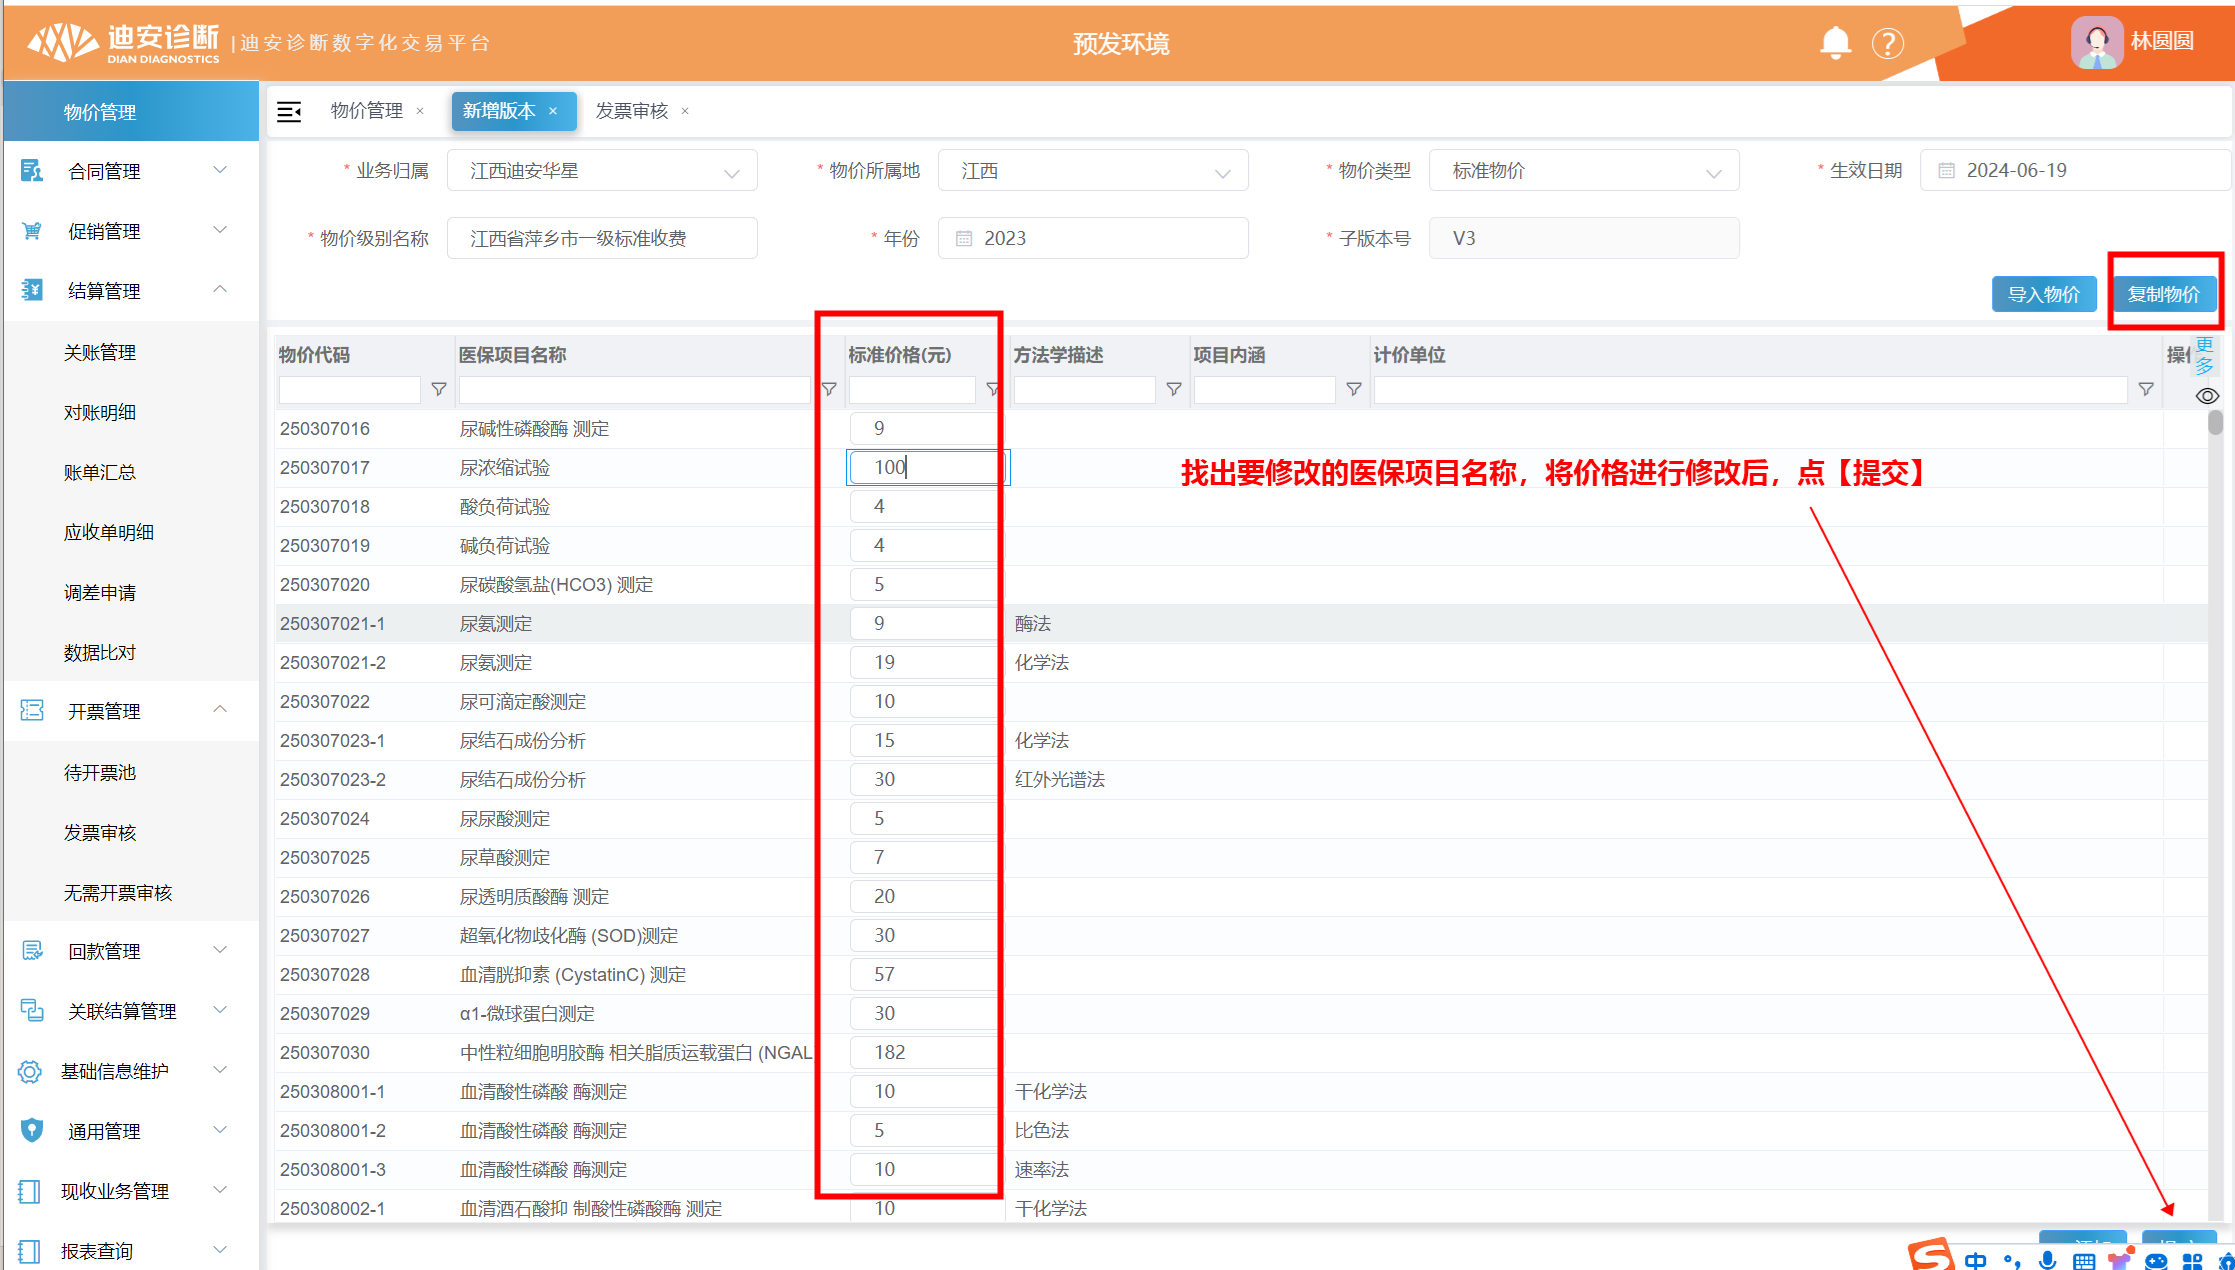 迪安诊断
DIAN DIAGNOSTICS
|迪安诊断数字化交易平台
预发环境
林圆圆
物价管理
合同管理
促销管理
结算管理
关账管理
对账明细
账单汇总
应收单明细
调差申请
数据比对
开票管理
待开票池
发票审核
无需开票审核
回款管理
关联结算管理
基础信息维护
通用管理
现收业务管理
报表查询
物价管理 × 新增版本 × 发票审核 ×
* 业务归属 江西迪安华星 * 物价所属地 江西 * 物价类型 标准物价 * 生效日期 2024-06-19
* 物价级别名称 江西省萍乡市一级标准收费 * 年份 2023 * 子版本号 V3
导入物价 复制物价
物价代码 医保项目名称 标准价格(元) 方法学描述 项目内涵 计价单位 更多
250307016 尿碱性磷酸酶 测定 9
250307017 尿浓缩试验 100
250307018 酸负荷试验 4
250307019 碱负荷试验 4
250307020 尿碳酸氢盐(HCO3) 测定 5
250307021-1 尿氨测定 9 酶法
250307021-2 尿氨测定 19 化学法
250307022 尿可滴定酸测定 10
250307023-1 尿结石成份分析 15 化学法
250307023-2 尿结石成份分析 30 红外光谱法
250307024 尿尿酸测定 5
250307025 尿草酸测定 7
250307026 尿透明质酸酶 测定 20
250307027 超氧化物歧化酶 (SOD)测定 30
250307028 血清胱抑素 (CystatinC) 测定 57
250307029 α1-微球蛋白测定 30
250307030 中性粒细胞明胶酶 相关脂质运载蛋白 (NGAL 182
250308001-1 血清酸性磷酸 酶测定 10 干化学法
250308001-2 血清酸性磷酸 酶测定 5 比色法
250308001-3 血清酸性磷酸 酶测定 10 速率法
250308002-1 血清酒石酸抑 制酸性磷酸酶 测定 10 干化学法
找出要修改的医保项目名称，将价格进行修改后，点【提交】
中